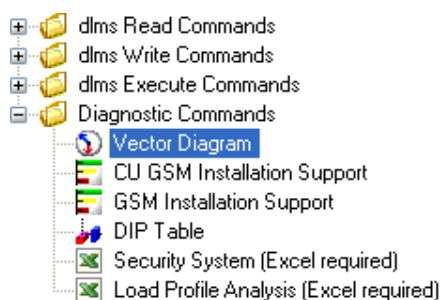 dlms Read Commands
dlms Write Commands
dlms Execute Commands
Diagnostic Commands
Vector Diagram
CU GSM Installation Support
GSM Installation Support
DIP Table
Security System (Excel required)
Load Profile Analysis (Excel required)